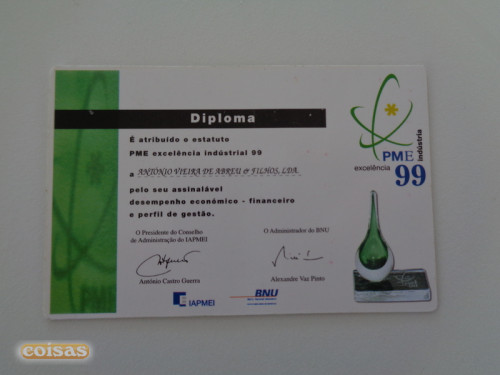 Diploma
É atribuído o estatuto
PME excelência indústrial 99
a ANTÓNIO VIEIRA DE ABREU & FILHOS, LDA.
pelo seu assinalável
desempenho económico - financeiro
e perfil de gestão.
O Presidente do Conselho
de Administração do IAPMEI
António Castro Guerra
O Administrador do BNU
Alexandre Vaz Pinto
IAPMEI
BNU
PME
indústria
excelência
99
coisas